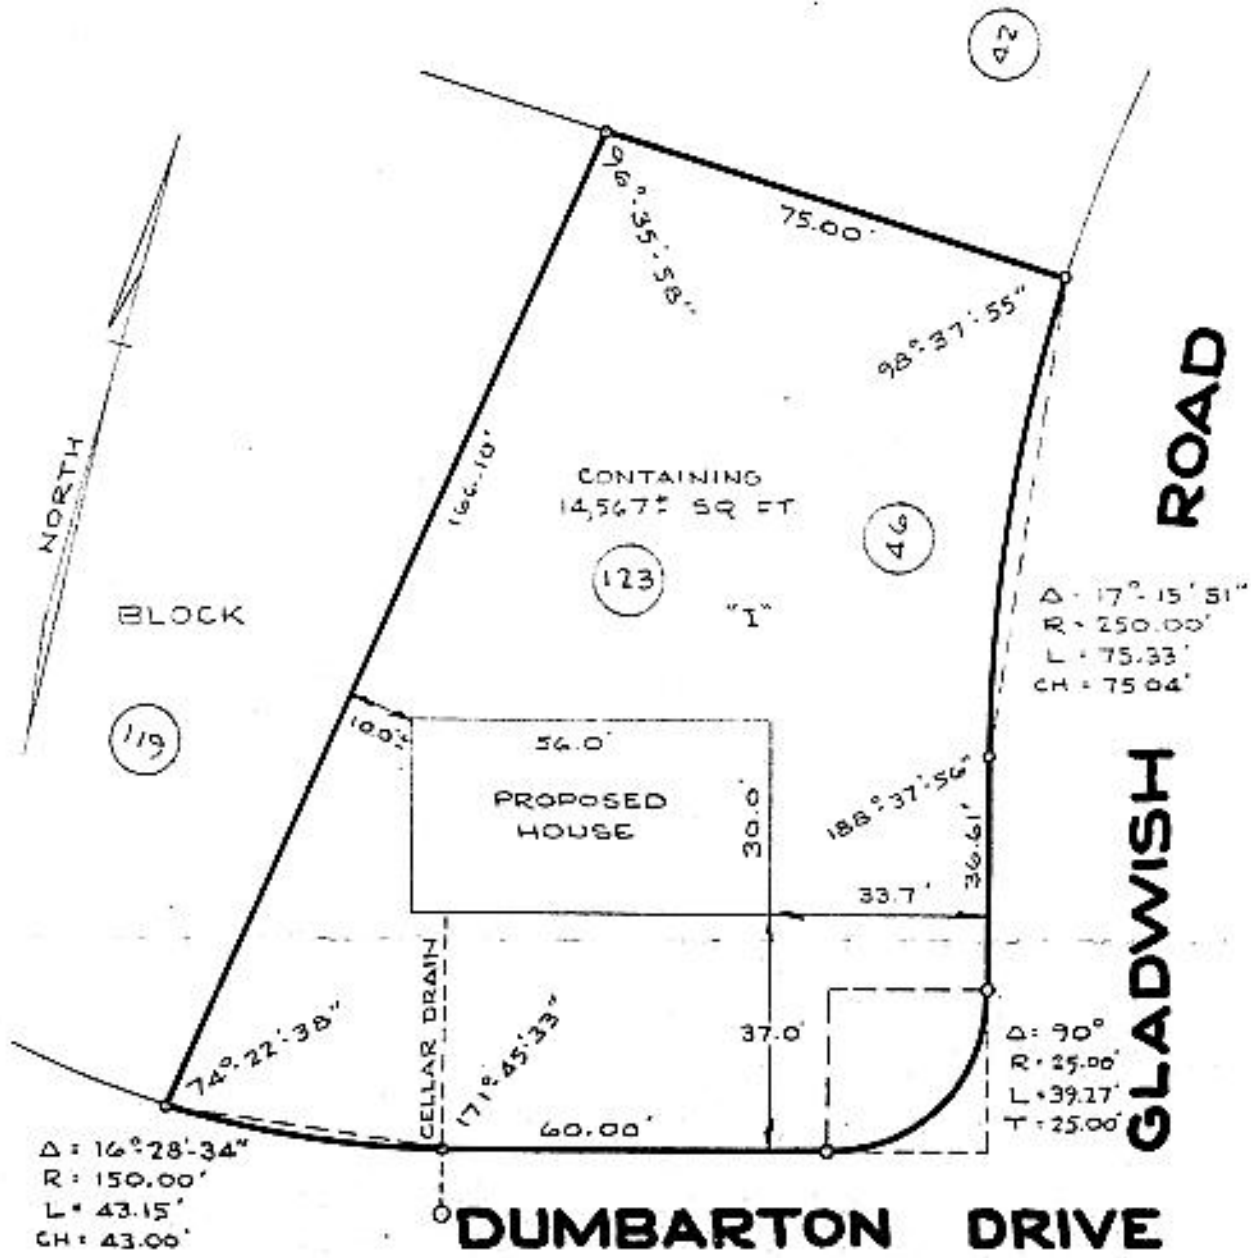 42
96°-35'-58"
75.00'
98°-37'-55"
NORTH
166.10'
CONTAINING
14,567± SQ FT
46
123
"I"
BLOCK
119
ROAD
Δ = 17°-15'51"
R = 250.00'
L = 75.33'
CH = 75.04'
10.0'±
56.0'
PROPOSED
HOUSE
30.0'
188°-37'-56"
36.61'
33.7'
GLADWISH
CELLAR DRAIN
74°-22'-38"
171°-45'-33"
37.0'
60.00'
Δ = 90°
R = 25.00'
L = 39.27'
T = 25.00'
Δ = 16°-28'-34"
R = 150.00'
L = 43.15'
CH = 43.00'
DUMBARTON DRIVE